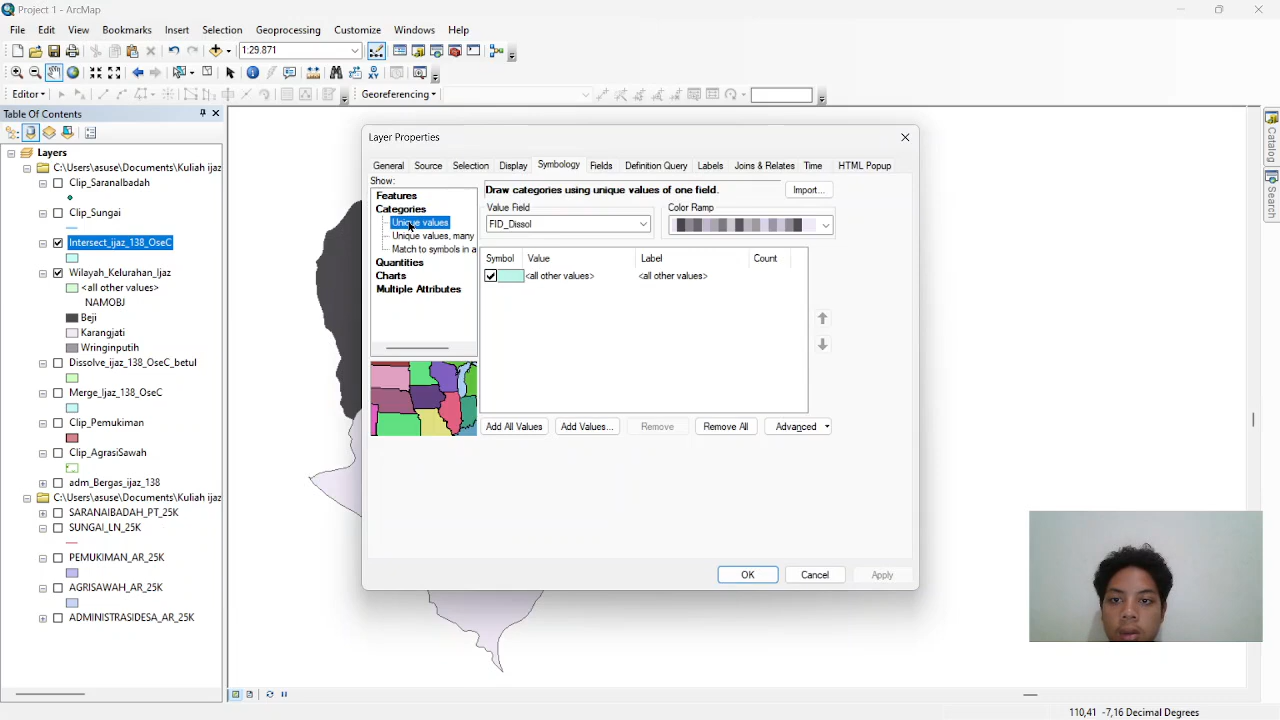 Project 1 - ArcMap
File Edit View Bookmarks Insert Selection Geoprocessing Customize Windows Help
1:29.871
Editor Georeferencing
Table Of Contents
Layers
C:\Users\asuse\Documents\Kuliah ijaz
Clip_SaranaIbadah
Clip_Sungai
Intersect_ijaz_138_OseC
Wilayah_Kelurahan_Ijaz
<all other values>
NAMOBJ
Beji
Karangjati
Wringinputih
Dissolve_ijaz_138_OseC_betul
Merge_Ijaz_138_OseC
Clip_Pemukiman
Clip_AgrasiSawah
adm_Bergas_ijaz_138
C:\Users\asuse\Documents\Kuliah ijaz
SARANAIBADAH_PT_25K
SUNGAI_LN_25K
PEMUKIMAN_AR_25K
AGRISAWAH_AR_25K
ADMINISTRASIDESA_AR_25K
Layer Properties
General Source Selection Display Symbology Fields Definition Query Labels Joins & Relates Time HTML Popup
Show:
Features
Categories
Unique values
Unique values, many
Match to symbols in a
Quantities
Charts
Multiple Attributes
Draw categories using unique values of one field.
Import...
Value Field
FID_Dissol
Color Ramp
Symbol Value Label Count
<all other values> <all other values>
Add All Values Add Values... Remove Remove All Advanced
OK Cancel Apply
Catalog
Search
110,41 -7,16 Decimal Degrees